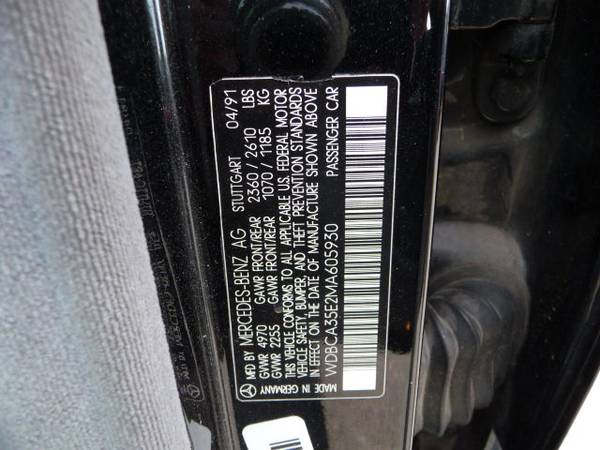 MFD BY MERCEDES-BENZ AG STUTTGART 04/91
GVWR 4970 GAWR FRONT/REAR 2360 / 2610 LBS
GVWR 2255 GAWR FRONT/REAR 1070 / 1185 KG
THIS VEHICLE CONFORMS TO ALL APPLICABLE U.S. FEDERAL MOTOR
VEHICLE SAFETY, BUMPER, AND THEFT PREVENTION STANDARDS
IN EFFECT ON THE DATE OF MANUFACTURE SHOWN ABOVE
WDBCA35E2MA605930 PASSENGER CAR
MADE IN GERMANY